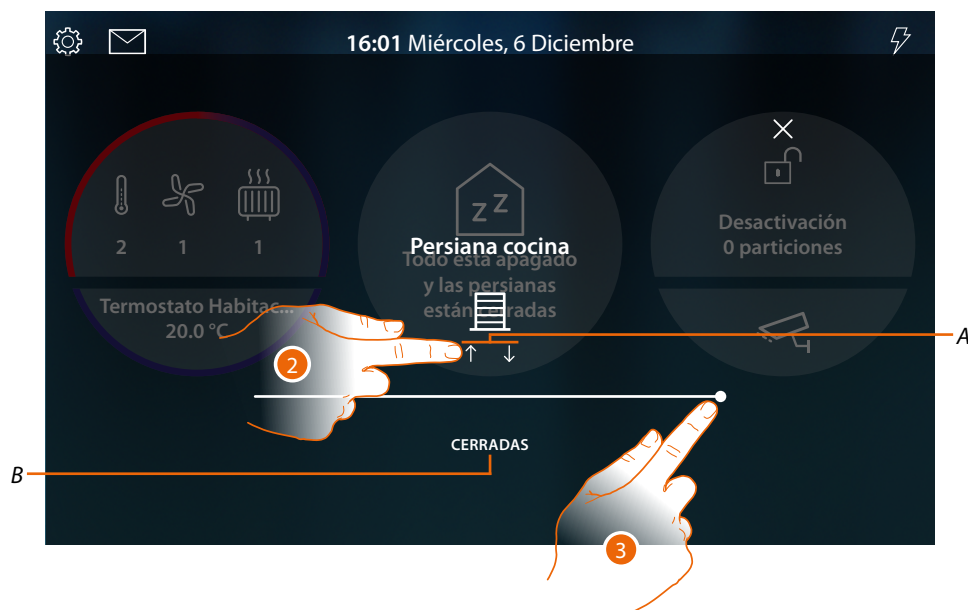 16:01 Miércoles, 6 Diciembre
2 1 1
Termostato Habitac...
20.0 °C
z Z
Persiana cocina
Todo está apagado
y las persianas
están cerradas
Desactivación
0 particiones
A
2
CERRADAS
B
3